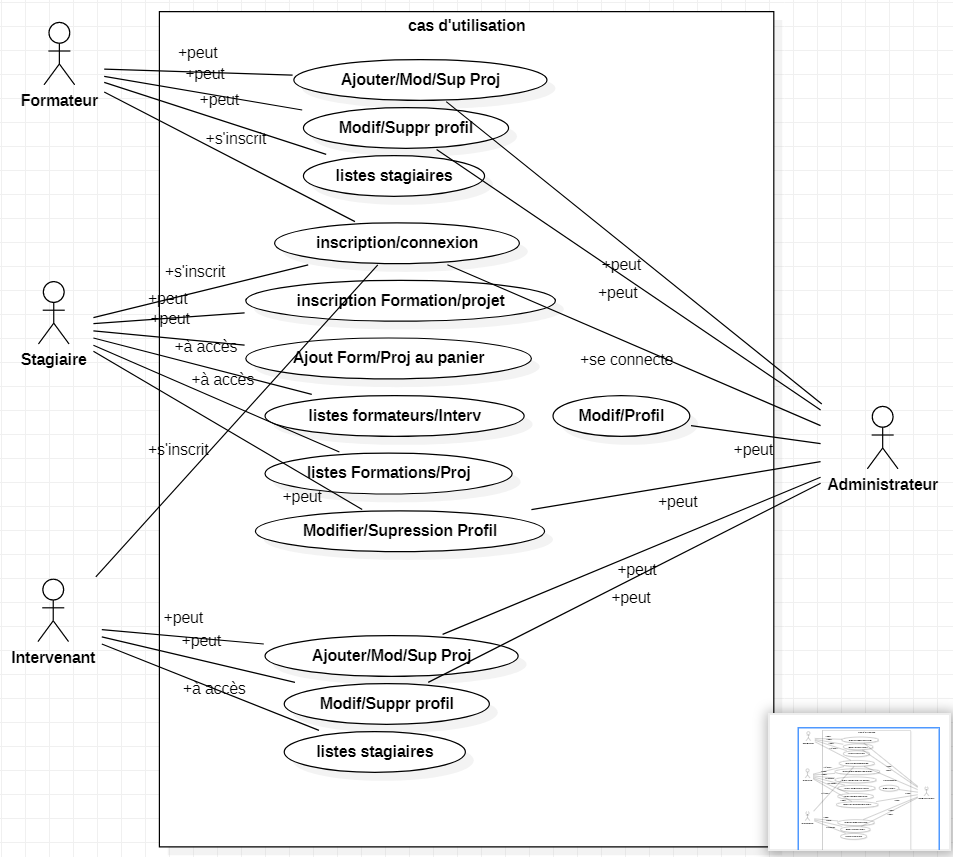 cas d'utilisation
+peut
Ajouter/Mod/Sup Proj
+peut
Formateur
+peut
Modif/Suppr profil
+s'inscrit
listes stagiaires
inscription/connexion
+peut
+s'inscrit
+peut
+peut
inscription Formation/projet
+peut
+à accès
Ajout Form/Proj au panier
+se connecte
Stagiaire
+à accès
listes formateurs/Interv
Modif/Profil
+s'inscrit
+peut
listes Formations/Proj
Administrateur
+peut
+peut
Modifier/Supression Profil
+peut
+peut
+peut
+peut
Ajouter/Mod/Sup Proj
Intervenant
+à accès
Modif/Suppr profil
listes stagiaires